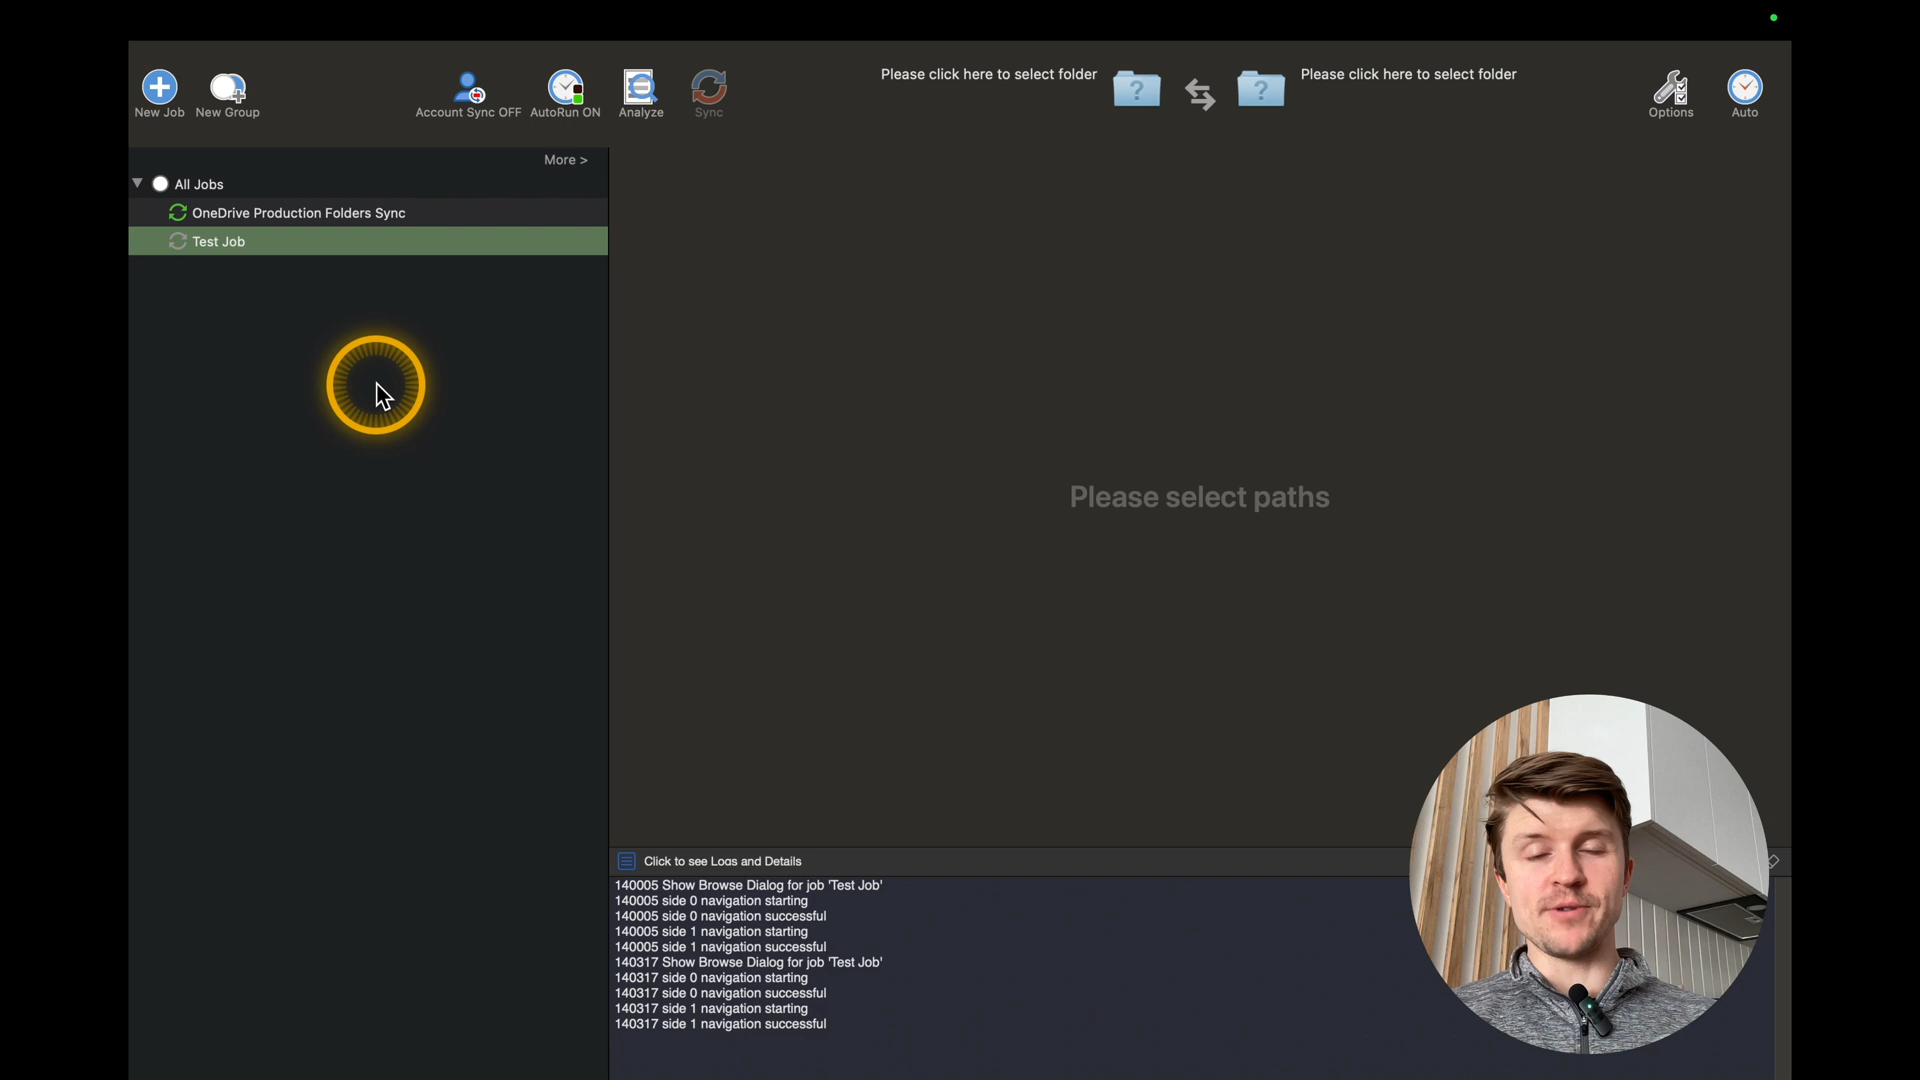 New Job
New Group
Account Sync OFF
AutoRun ON
Analyze
Sync
Please click here to select folder
?
?
Please click here to select folder
Options
Auto
More >
All Jobs
OneDrive Production Folders Sync
Test Job
Please select paths
Click to see Logs and Details
140005 Show Browse Dialog for job 'Test Job'
140005 side 0 navigation starting
140005 side 0 navigation successful
140005 side 1 navigation starting
140005 side 1 navigation successful
140317 Show Browse Dialog for job 'Test Job'
140317 side 0 navigation starting
140317 side 0 navigation successful
140317 side 1 navigation starting
140317 side 1 navigation successful